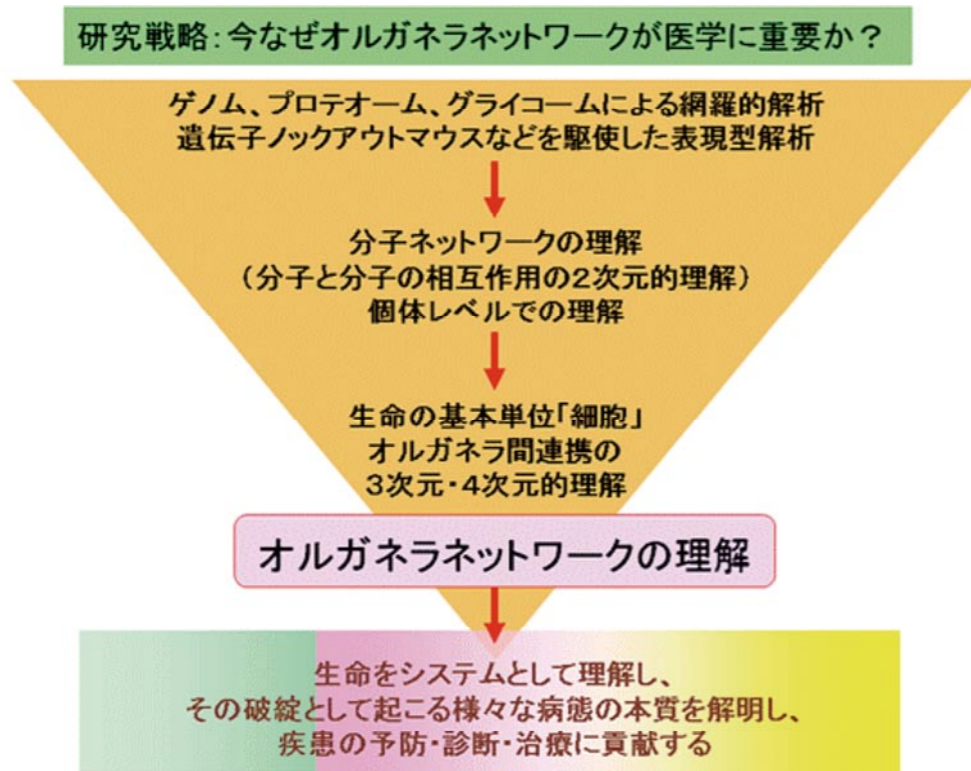 研究戦略:今なぜオルガネラネットワークが医学に重要か?
ゲノム、プロテオーム、グライコームによる網羅的解析
遺伝子ノックアウトマウスなどを駆使した表現型解析
分子ネットワークの理解
(分子と分子の相互作用の2次元的理解)
個体レベルでの理解
生命の基本単位「細胞」
オルガネラ間連携の
3次元・4次元的理解
オルガネラネットワークの理解
生命をシステムとして理解し、
その破綻として起こる様々な病態の本質を解明し、
疾患の予防・診断・治療に貢献する